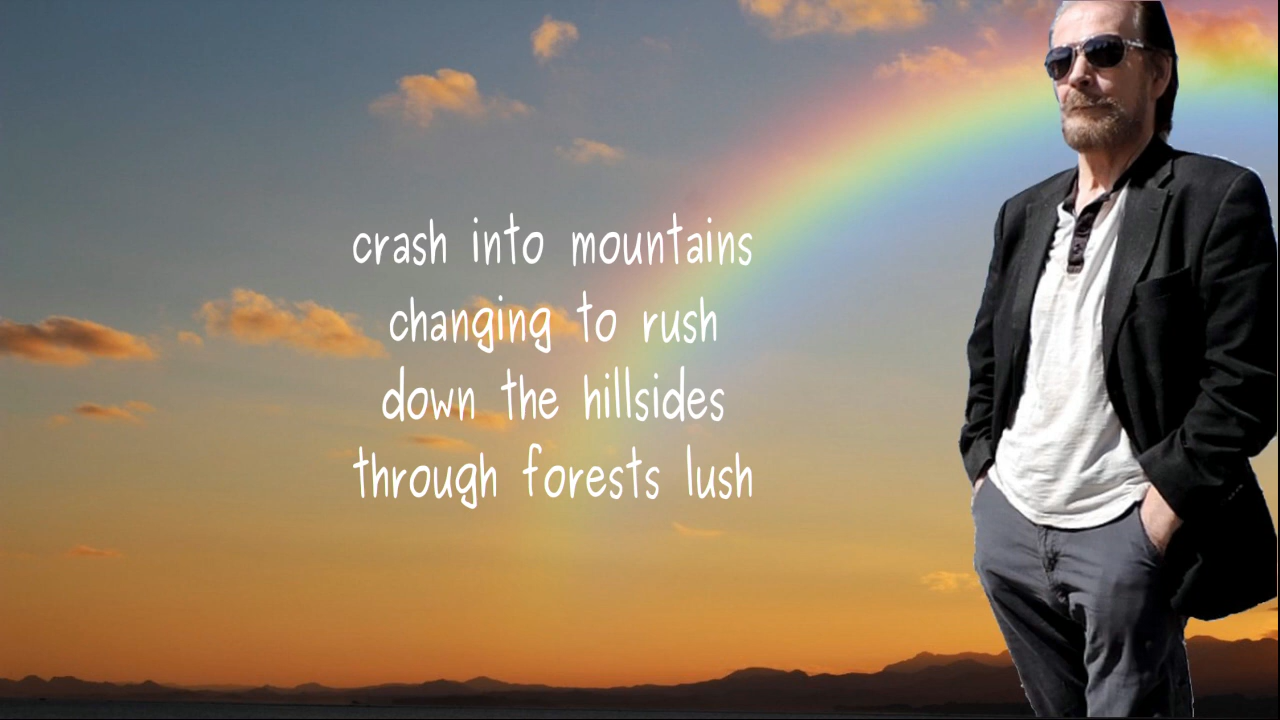 crash into mountains
changing to rush
down the hillsides
through forests lush